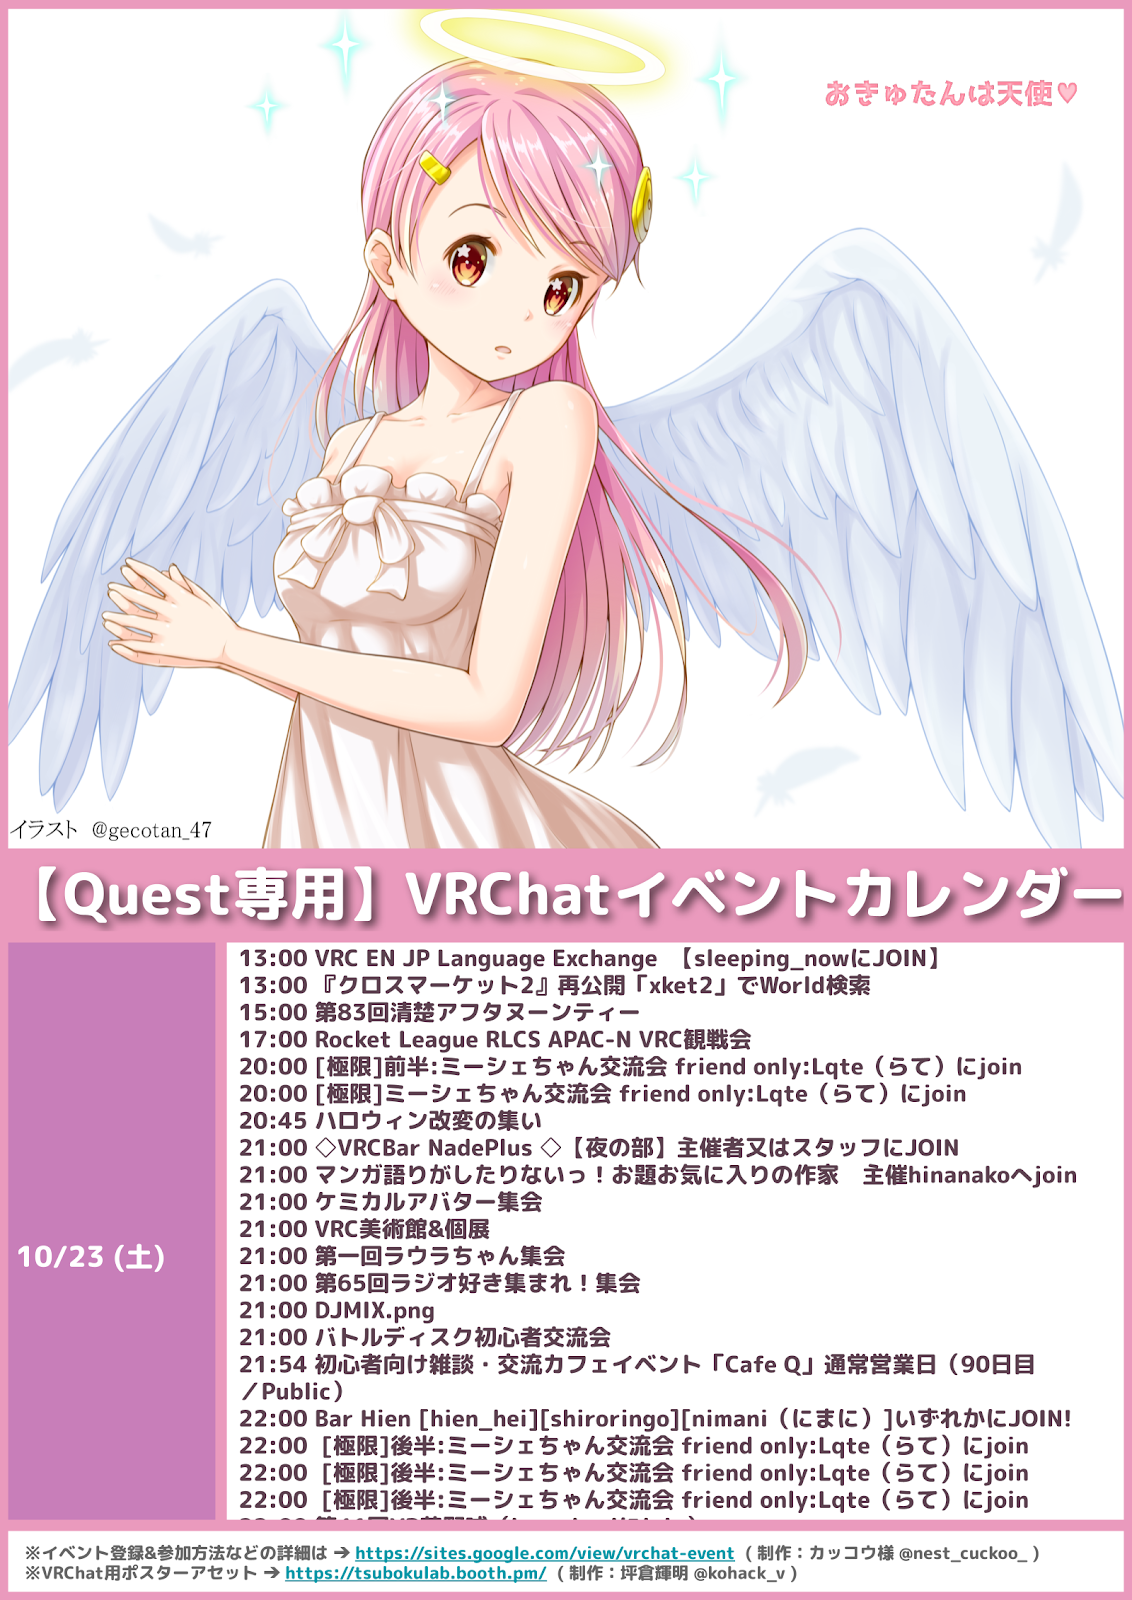 おきゅたんは天使♥
イラスト @gecotan_47
【Quest専用】VRChatイベントカレンダー
10/23 (土)
13:00 VRC EN JP Language Exchange 【sleeping_nowにJOIN】
13:00 『クロスマーケット2』再公開「xket2」でWorld検索
15:00 第83回清楚アフタヌーンティー
17:00 Rocket League RLCS APAC-N VRC観戦会
20:00 [極限]前半:ミーシェちゃん交流会 friend only:Lqte（らて）にjoin
20:00 [極限]ミーシェちゃん交流会 friend only:Lqte（らて）にjoin
20:45 ハロウィン改変の集い
21:00 ◇VRCBar NadePlus ◇【夜の部】主催者又はスタッフにJOIN
21:00 マンガ語りがしたりないっ！お題お気に入りの作家　主催hinanakoへjoin
21:00 ケミカルアバター集会
21:00 VRC美術館&個展
21:00 第一回ラウラちゃん集会
21:00 第65回ラジオ好き集まれ！集会
21:00 DJMIX.png
21:00 バトルディスク初心者交流会
21:54 初心者向け雑談・交流カフェイベント「Cafe Q」通常営業日（90日目
／Public）
22:00 Bar Hien [hien_hei][shiroringo][nimani（にまに）]いずれかにJOIN!
22:00 [極限]後半:ミーシェちゃん交流会 friend only:Lqte（らて）にjoin
22:00 [極限]後半:ミーシェちゃん交流会 friend only:Lqte（らて）にjoin
22:00 [極限]後半:ミーシェちゃん交流会 friend only:Lqte（らて）にjoin
※イベント登録&参加方法などの詳細は → https://sites.google.com/view/vrchat-event ( 制作：カッコウ様 @nest_cuckoo_ )
※VRChat用ポスターアセット → https://tsubokulab.booth.pm/ ( 制作：坪倉輝明 @kohack_v )